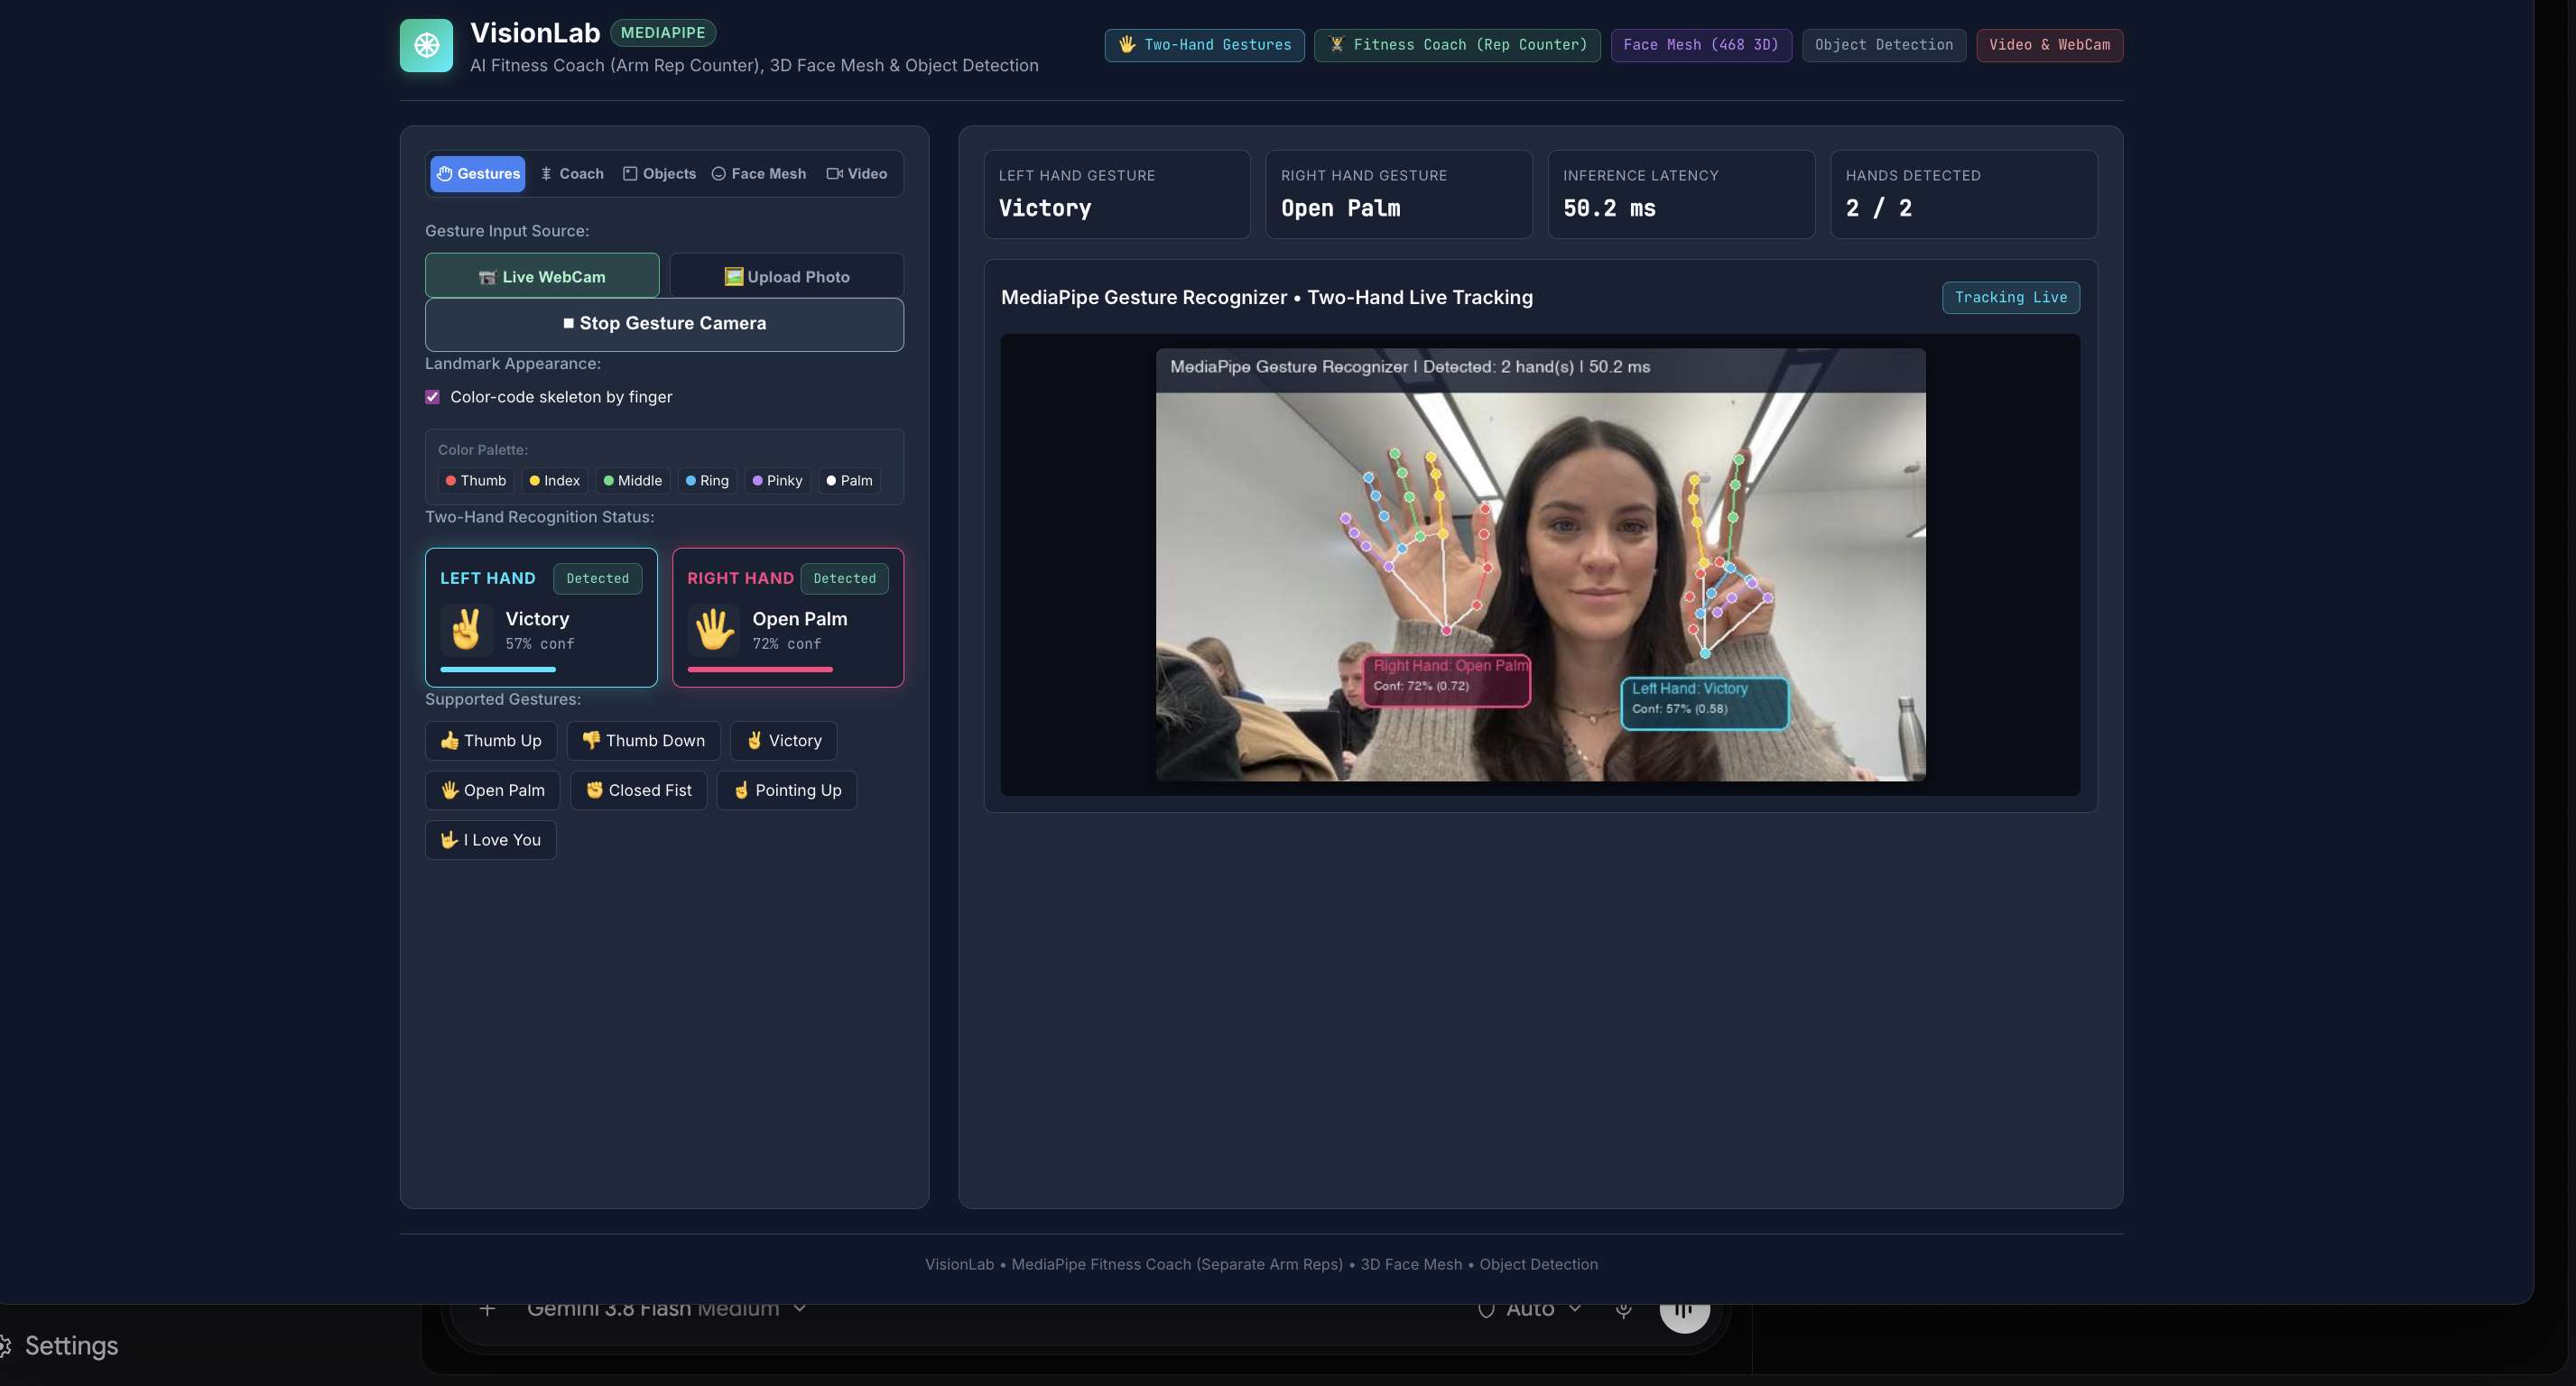 VisionLab MEDIAPIPE
AI Fitness Coach (Arm Rep Counter), 3D Face Mesh & Object Detection
Two-Hand Gestures
Fitness Coach (Rep Counter)
Face Mesh (468 3D)
Object Detection
Video & WebCam
Gestures
Coach
Objects
Face Mesh
Video
Gesture Input Source:
Live WebCam
Upload Photo
Stop Gesture Camera
Landmark Appearance:
Color-code skeleton by finger
Color Palette:
Thumb
Index
Middle
Ring
Pinky
Palm
Two-Hand Recognition Status:
LEFT HAND Detected
Victory
57% conf
RIGHT HAND Detected
Open Palm
72% conf
Supported Gestures:
Thumb Up
Thumb Down
Victory
Open Palm
Closed Fist
Pointing Up
I Love You
LEFT HAND GESTURE
Victory
RIGHT HAND GESTURE
Open Palm
INFERENCE LATENCY
50.2 ms
HANDS DETECTED
2 / 2
MediaPipe Gesture Recognizer • Two-Hand Live Tracking
Tracking Live
MediaPipe Gesture Recognizer | Detected: 2 hand(s) | 50.2 ms
Right Hand: Open Palm
Conf: 72% (0.72)
Left Hand: Victory
Conf: 57% (0.58)
VisionLab • MediaPipe Fitness Coach (Separate Arm Reps) • 3D Face Mesh • Object Detection
Gemini 3.8 Flash Medium
Auto
Settings